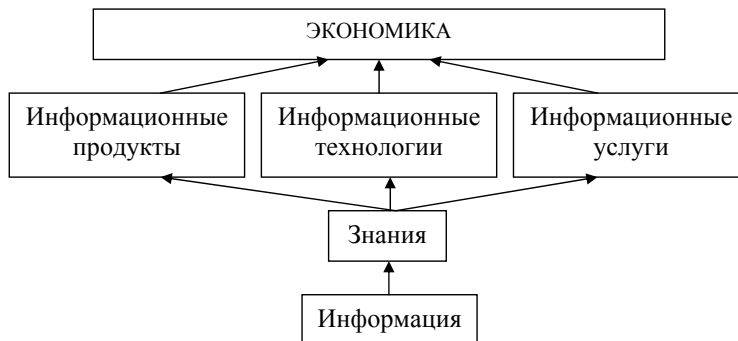 ЭКОНОМИКА
Информационные
продукты
Информационные
технологии
Информационные
услуги
Знания
Информация